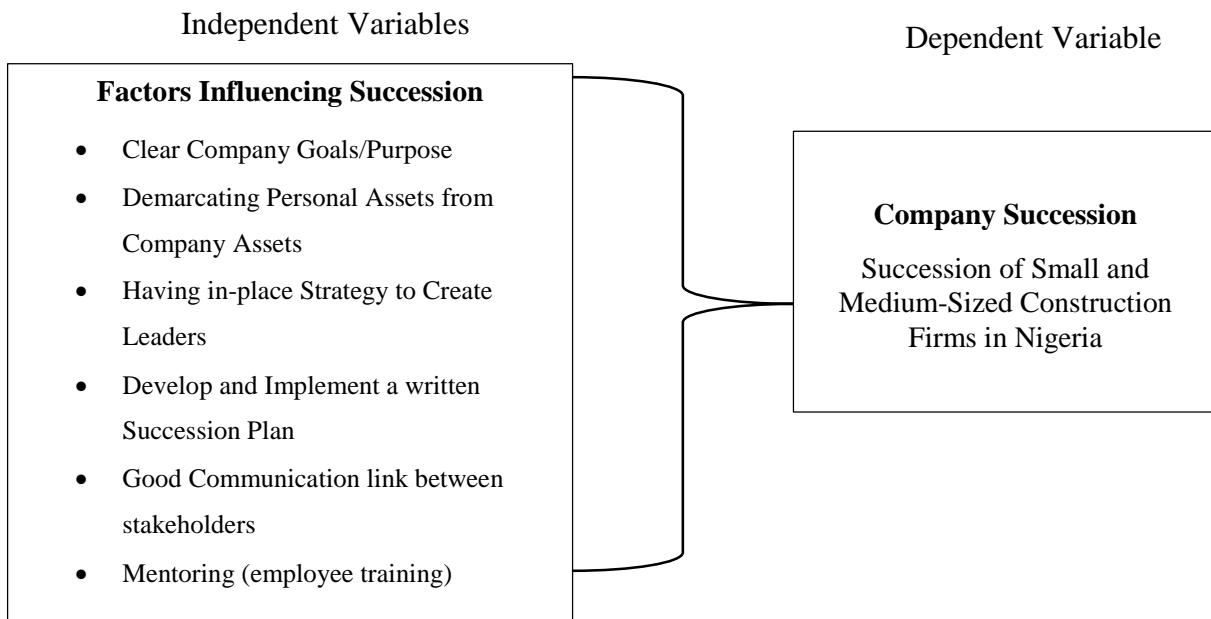 Independent Variables
Factors Influencing Succession
• Clear Company Goals/Purpose
• Demarcating Personal Assets from
Company Assets
• Having in-place Strategy to Create
Leaders
• Develop and Implement a written
Succession Plan
• Good Communication link between
stakeholders
• Mentoring (employee training)
Dependent Variable
Company Succession
Succession of Small and
Medium-Sized Construction
Firms in Nigeria